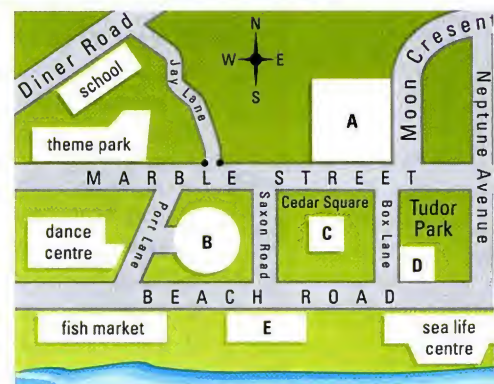 N
W E
S
Diner Road
school
Jay Lane
theme park
A
Moon Cresent
Neptune Avenue
MARBLE STREET
Port Lane
dance
centre
B
Saxon Road
Cedar Square
C
Box Lane
Tudor
Park
D
BEACH ROAD
fish market
E
sea life
centre